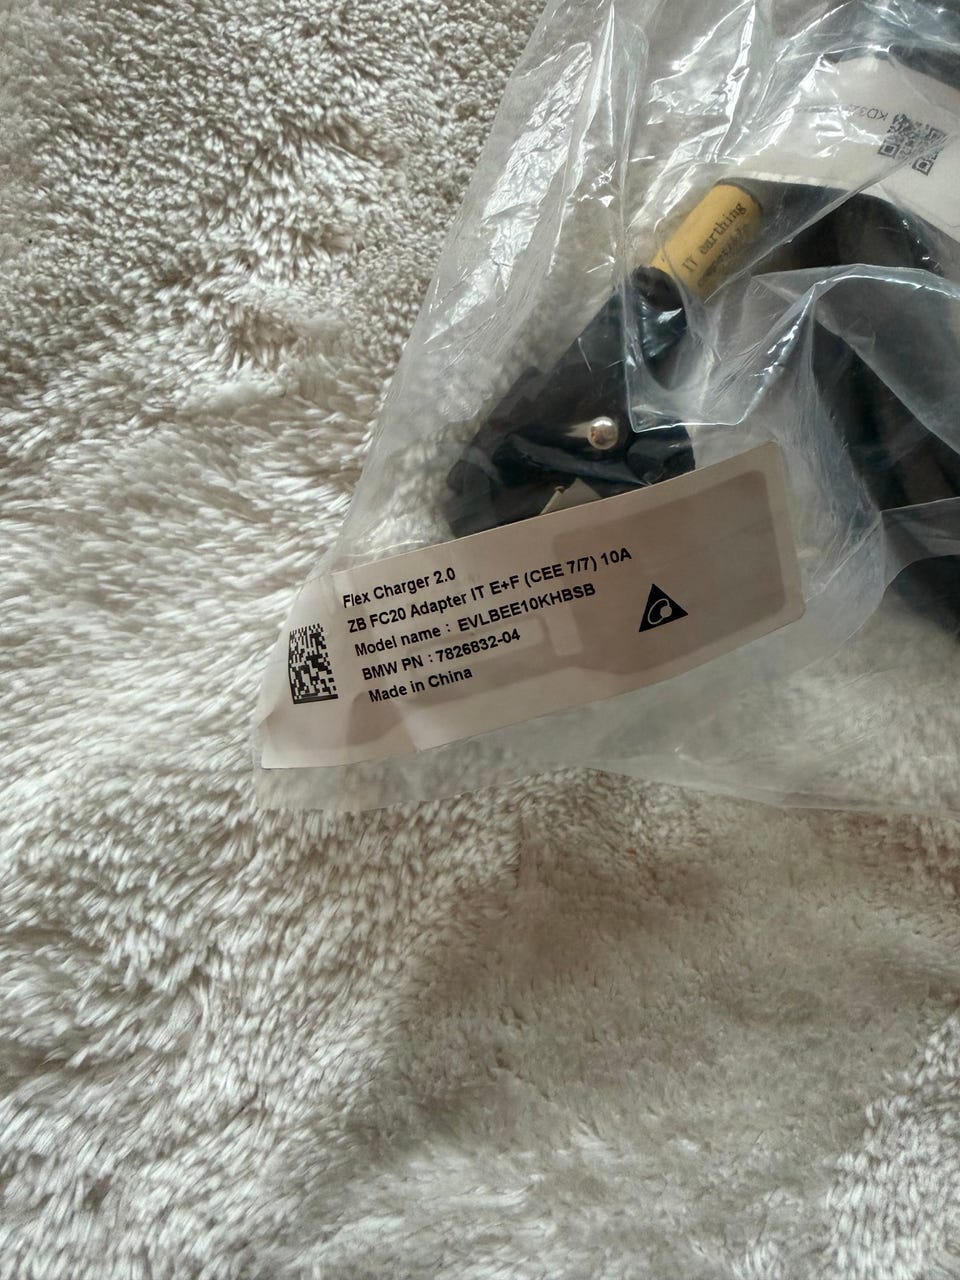 KD32
IT earthing
Flex Charger 2.0
ZB FC20 Adapter IT E+F (CEE 7/7) 10A
Model name : EVLBEE10KHBSB
BMW PN : 7826832-04
Made in China